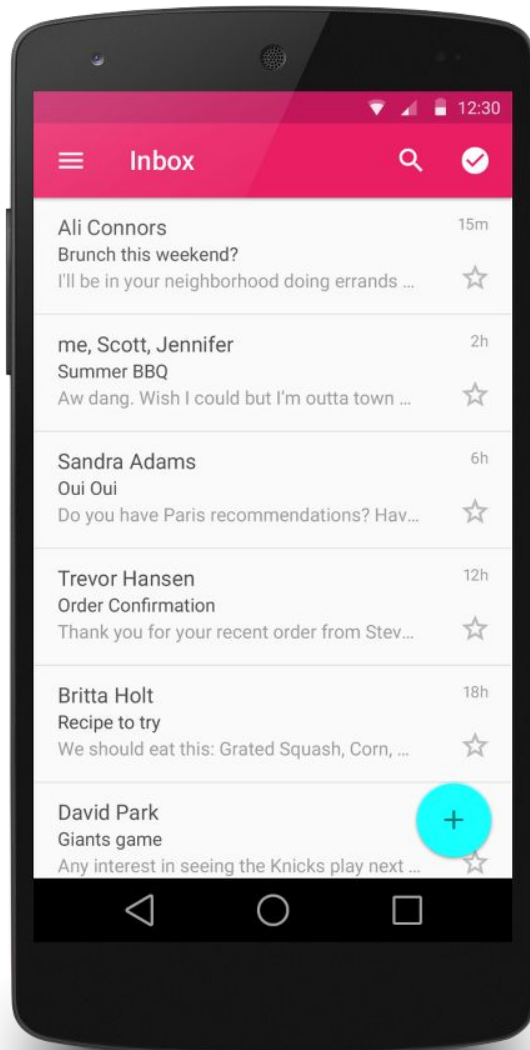 12:30
Inbox
Ali Connors 15m
Brunch this weekend?
I'll be in your neighborhood doing errands ...
me, Scott, Jennifer 2h
Summer BBQ
Aw dang. Wish I could but I'm outta town ...
Sandra Adams 6h
Oui Oui
Do you have Paris recommendations? Hav...
Trevor Hansen 12h
Order Confirmation
Thank you for your recent order from Stev...
Britta Holt 18h
Recipe to try
We should eat this: Grated Squash, Corn, ...
David Park
Giants game
Any interest in seeing the Knicks play next ...